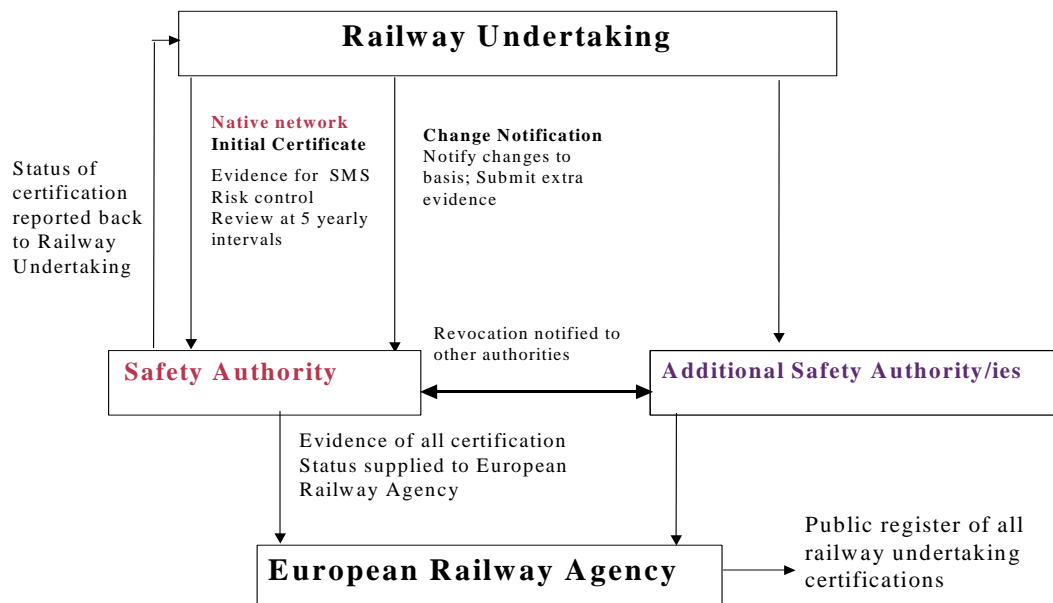 Railway Undertaking
Native network
Initial Certificate
Evidence for SMS
Risk control
Review at 5 yearly
intervals
Change Notification
Notify changes to
basis; Submit extra
evidence
Status of
certification
reported back
to Railway
Undertaking
Revocation notified to
other authorities
Safety Authority
Additional Safety Authority/ies
Evidence of all certification
Status supplied to European
Railway Agency
European Railway Agency
Public register of all
railway undertaking
certifications